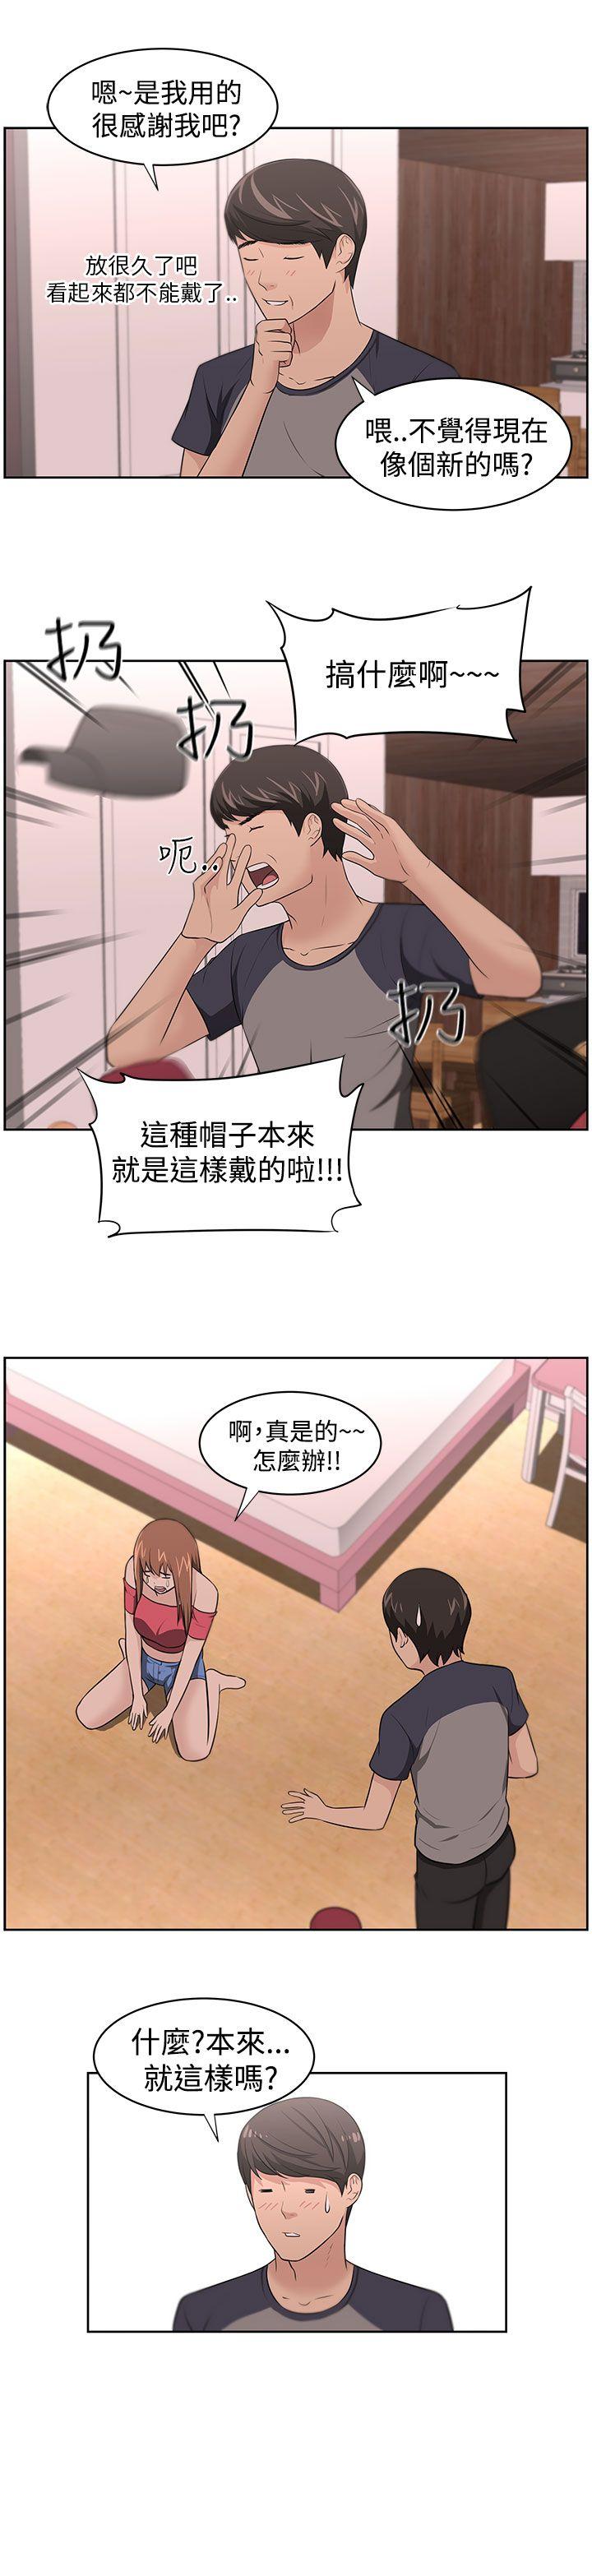 嗯~是我用的
很感謝我吧?
放很久了吧
看起來都不能戴了..
喂..不覺得現在
像個新的嗎?
扔
搞什麼啊~~~
扔
呃..
扔
這種帽子本來
就是這樣戴的啦!!!
啊,真是的~~
怎麼辦!!
什麼?本來...
就這樣嗎?